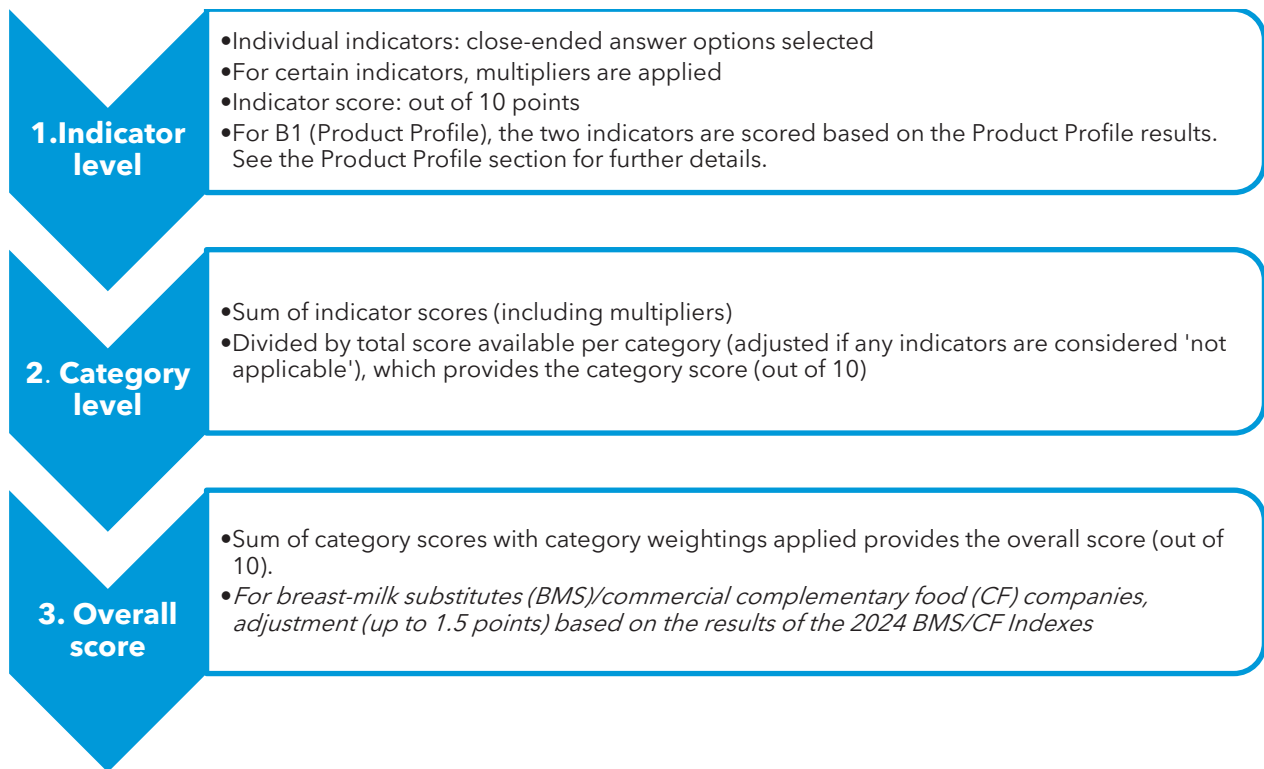 1.Indicator
level
•Individual indicators: close-ended answer options selected
•For certain indicators, multipliers are applied
•Indicator score: out of 10 points
•For B1 (Product Profile), the two indicators are scored based on the Product Profile results.
See the Product Profile section for further details.
2. Category
level
•Sum of indicator scores (including multipliers)
•Divided by total score available per category (adjusted if any indicators are considered 'not
applicable'), which provides the category score (out of 10)
3. Overall
score
•Sum of category scores with category weightings applied provides the overall score (out of
10).
•For breast-milk substitutes (BMS)/commercial complementary food (CF) companies,
adjustment (up to 1.5 points) based on the results of the 2024 BMS/CF Indexes